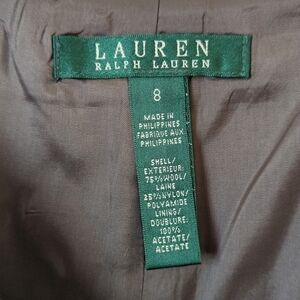 LAUREN
RALPH LAUREN
8
MADE IN
PHILIPPINES
FABRIQUE AUX
PHILIPPINES
SHELL/
EXTERIEUR:
75%WOOL/
LAINE
25%NYLON/
POLYAMIDE
LINING/
DOUBLURE:
100%
ACETATE/
ACETATE